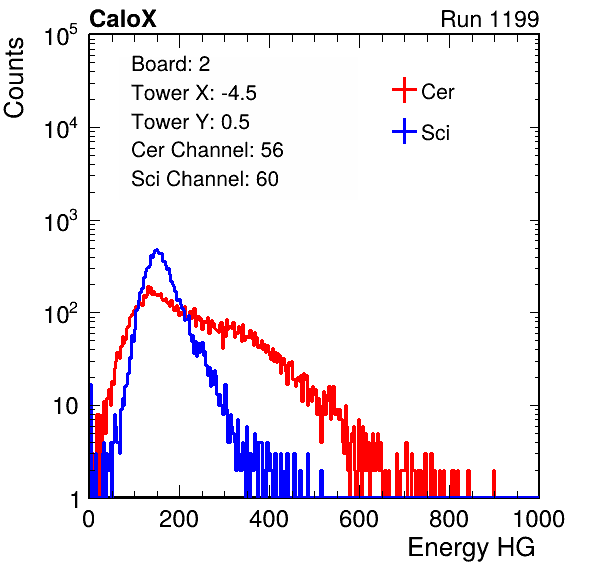 CaloX Run 1199
Counts
10^5
10^4
10^3
10^2
10
1
Board: 2
Tower X: -4.5
Tower Y: 0.5
Cer Channel: 56
Sci Channel: 60
Cer
Sci
0 200 400 600 800 1000
Energy HG